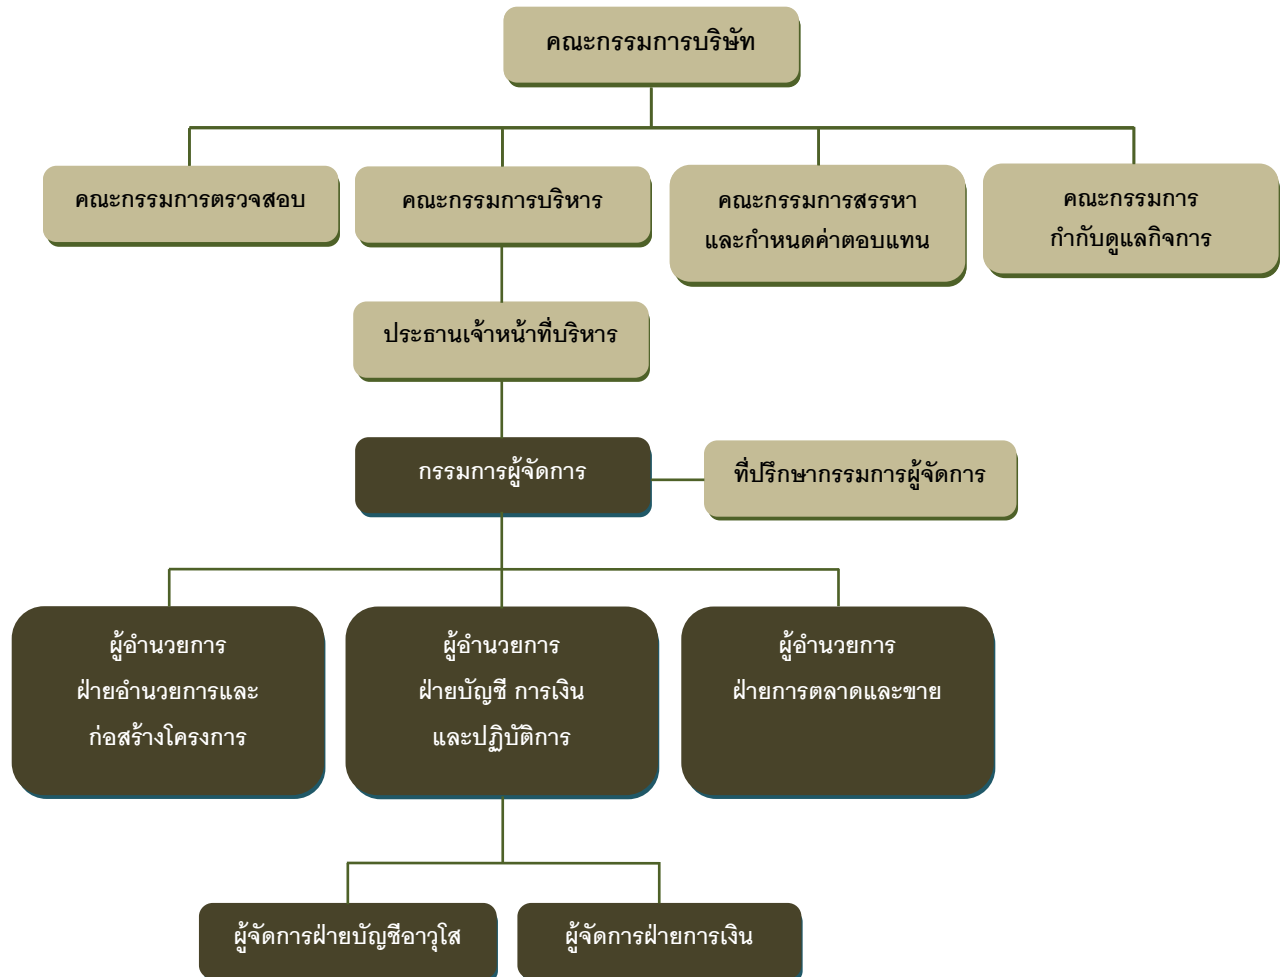 คณะกรรมการบริษัท
คณะกรรมการตรวจสอบ
คณะกรรมการบริหาร
คณะกรรมการสรรหา
และกำหนดค่าตอบแทน
คณะกรรมการ
กำกับดูแลกิจการ
ประธานเจ้าหน้าที่บริหาร
กรรมการผู้จัดการ
ที่ปรึกษากรรมการผู้จัดการ
ผู้อำนวยการ
ฝ่ายอำนวยการและ
ก่อสร้างโครงการ
ผู้อำนวยการ
ฝ่ายบัญชี การเงิน
และปฏิบัติการ
ผู้อำนวยการ
ฝ่ายการตลาดและขาย
ผู้จัดการฝ่ายบัญชีอาวุโส
ผู้จัดการฝ่ายการเงิน